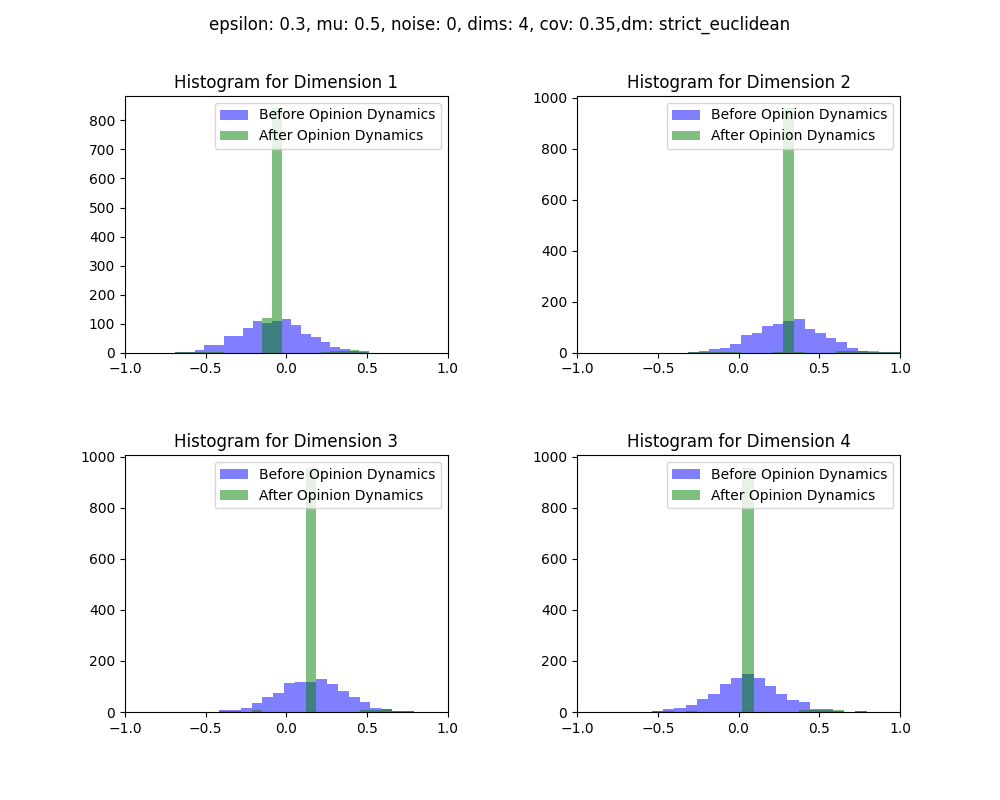 epsilon: 0.3, mu: 0.5, noise: 0, dims: 4, cov: 0.35,dm: strict_euclidean
Histogram for Dimension 1
Before Opinion Dynamics
After Opinion Dynamics
800
700
600
500
400
300
200
100
0
−1.0 −0.5 0.0 0.5 1.0
Histogram for Dimension 2
Before Opinion Dynamics
After Opinion Dynamics
1000
800
600
400
200
0
−1.0 −0.5 0.0 0.5 1.0
Histogram for Dimension 3
Before Opinion Dynamics
After Opinion Dynamics
1000
800
600
400
200
0
−1.0 −0.5 0.0 0.5 1.0
Histogram for Dimension 4
Before Opinion Dynamics
After Opinion Dynamics
1000
800
600
400
200
0
−1.0 −0.5 0.0 0.5 1.0